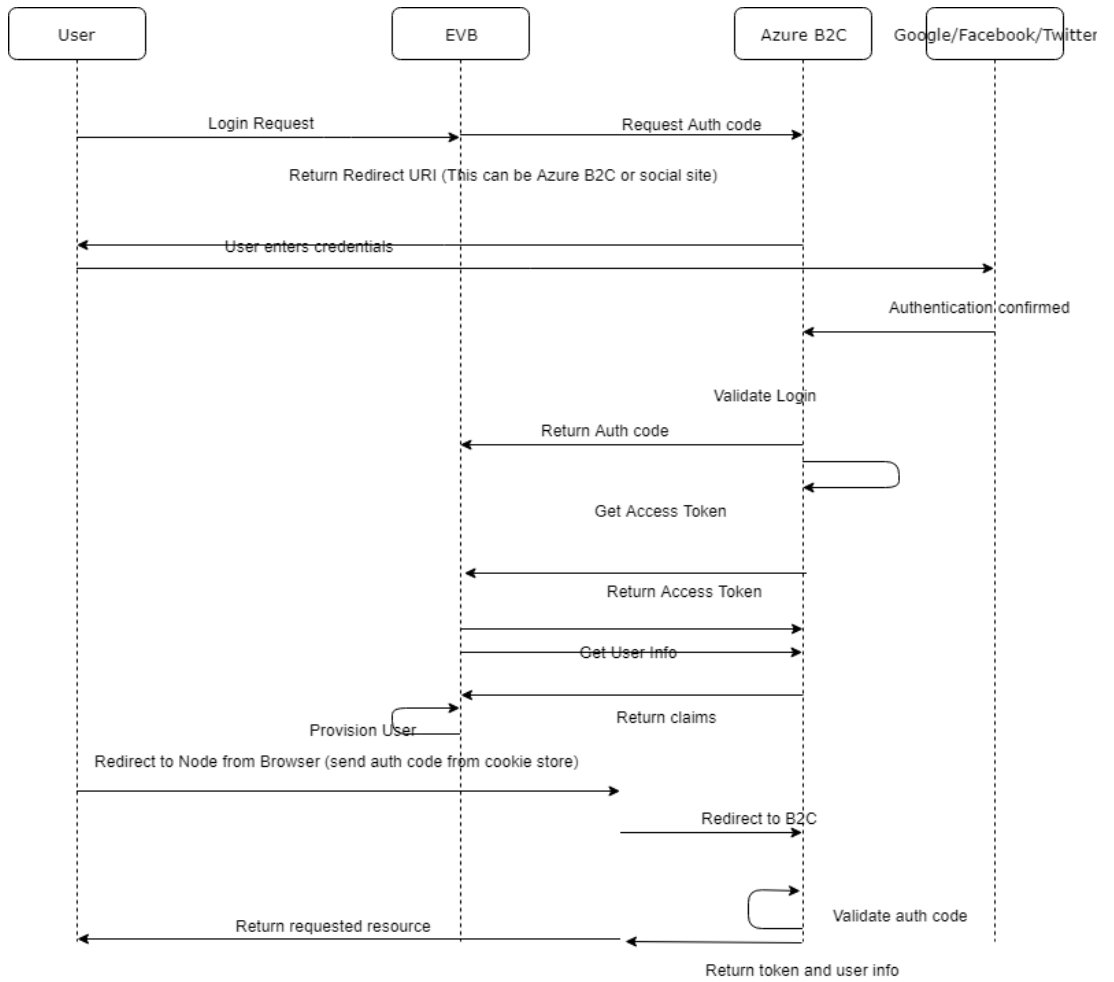 User
EVB
Azure B2C
Google/Facebook/Twitter
Login Request
Request Auth code
Return Redirect URI (This can be Azure B2C or social site)
User enters credentials
Authentication confirmed
Validate Login
Return Auth code
Get Access Token
Return Access Token
Get User Info
Return claims
Provision User
Redirect to Node from Browser (send auth code from cookie store)
Redirect to B2C
Validate auth code
Return requested resource
Return token and user info